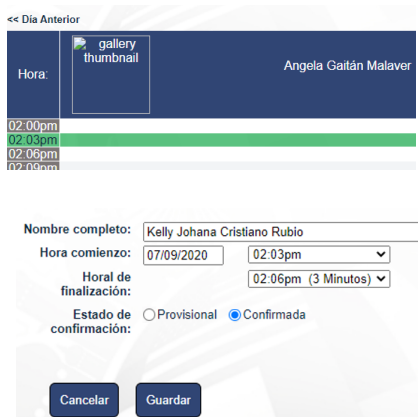 << Día Anterior
Hora:
gallery
thumbnail
Angela Gaitán Malaver
02:00pm
02:03pm
02:06pm
02:09pm
Nombre completo: Kelly Johana Cristiano Rubio
Hora comienzo: 07/09/2020 02:03pm
Horal de
finalización:
02:06pm (3 Minutos)
Estado de
confirmación:
Provisional Confirmada
Cancelar Guardar